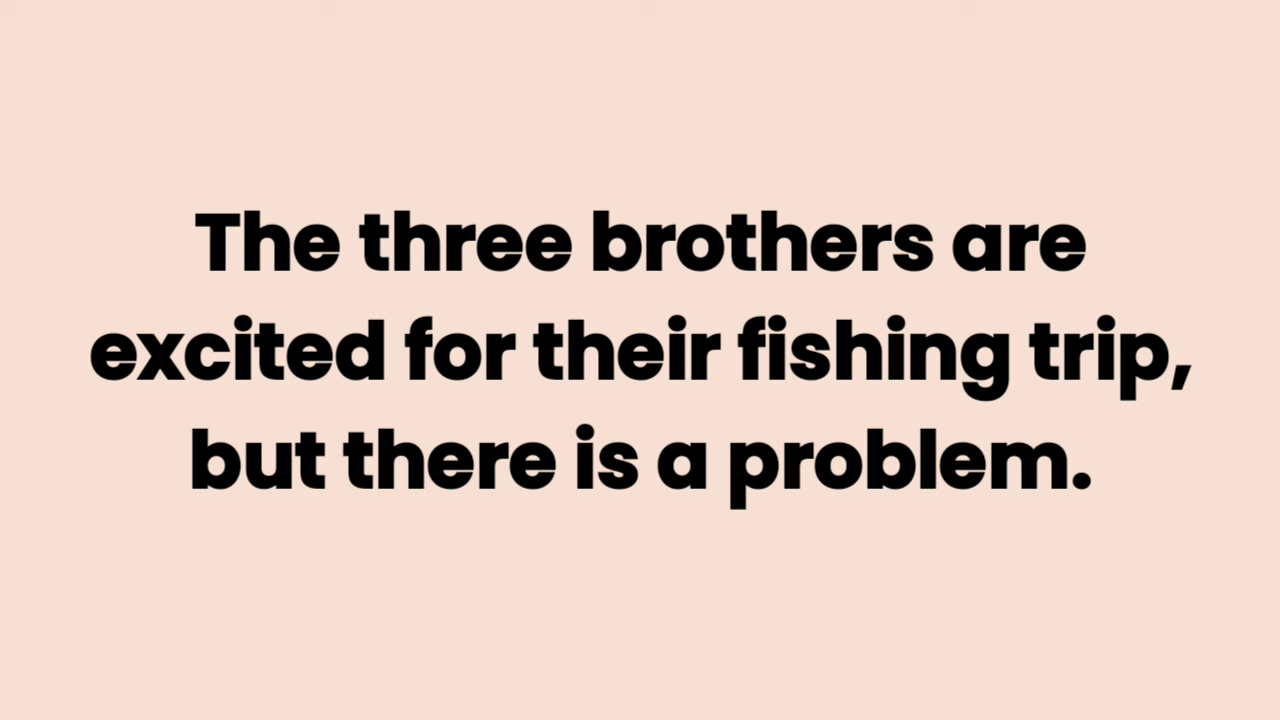 The three brothers are
excited for their fishing trip,
but there is a problem.